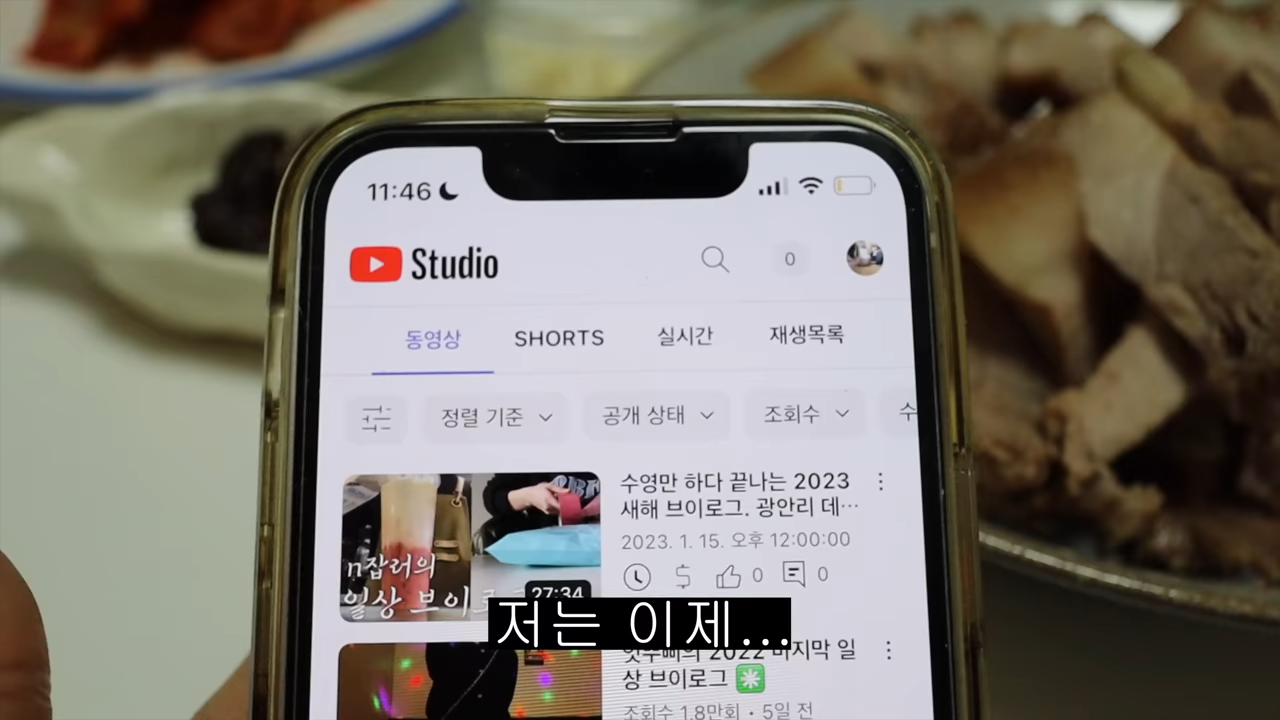 11:46
Studio
0
동영상 SHORTS 실시간 재생목록
정렬 기준 공개 상태 조회수 수
수영만 하다 끝나는 2023
새해 브이로그. 광안리 데…
2023. 1. 15. 오후 12:00:00
0 0
n잡러의
일상 브이로
27:34
저는 이제...
2022 마지막 일
상 브이로그
조회수 1.8만회 • 5일 전